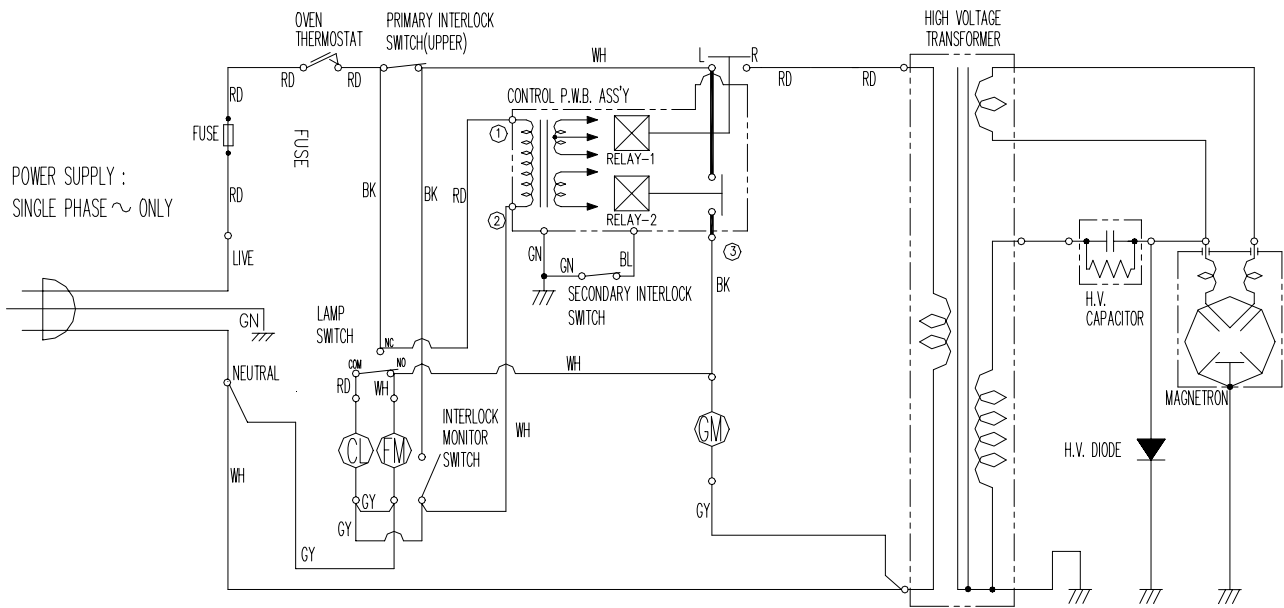 OVEN
THERMOSTAT
PRIMARY INTERLOCK
SWITCH(UPPER)
HIGH VOLTAGE
TRANSFORMER
RD
RD
WH
L
R
RD
RD
RD
FUSE
FUSE
CONTROL P.W.B. ASS'Y
1
RELAY-1
POWER SUPPLY :
SINGLE PHASE ~ ONLY
RD
BK
BK
RD
2
RELAY-2
3
LIVE
GN
GN
BL
BK
SECONDARY INTERLOCK
SWITCH
H.V.
CAPACITOR
GN
LAMP
SWITCH
NC
COM
NO
WH
NEUTRAL
RD
WH
MAGNETRON
INTERLOCK
MONITOR
SWITCH
WH
GM
CL
FM
H.V. DIODE
WH
GY
GY
GY
GY